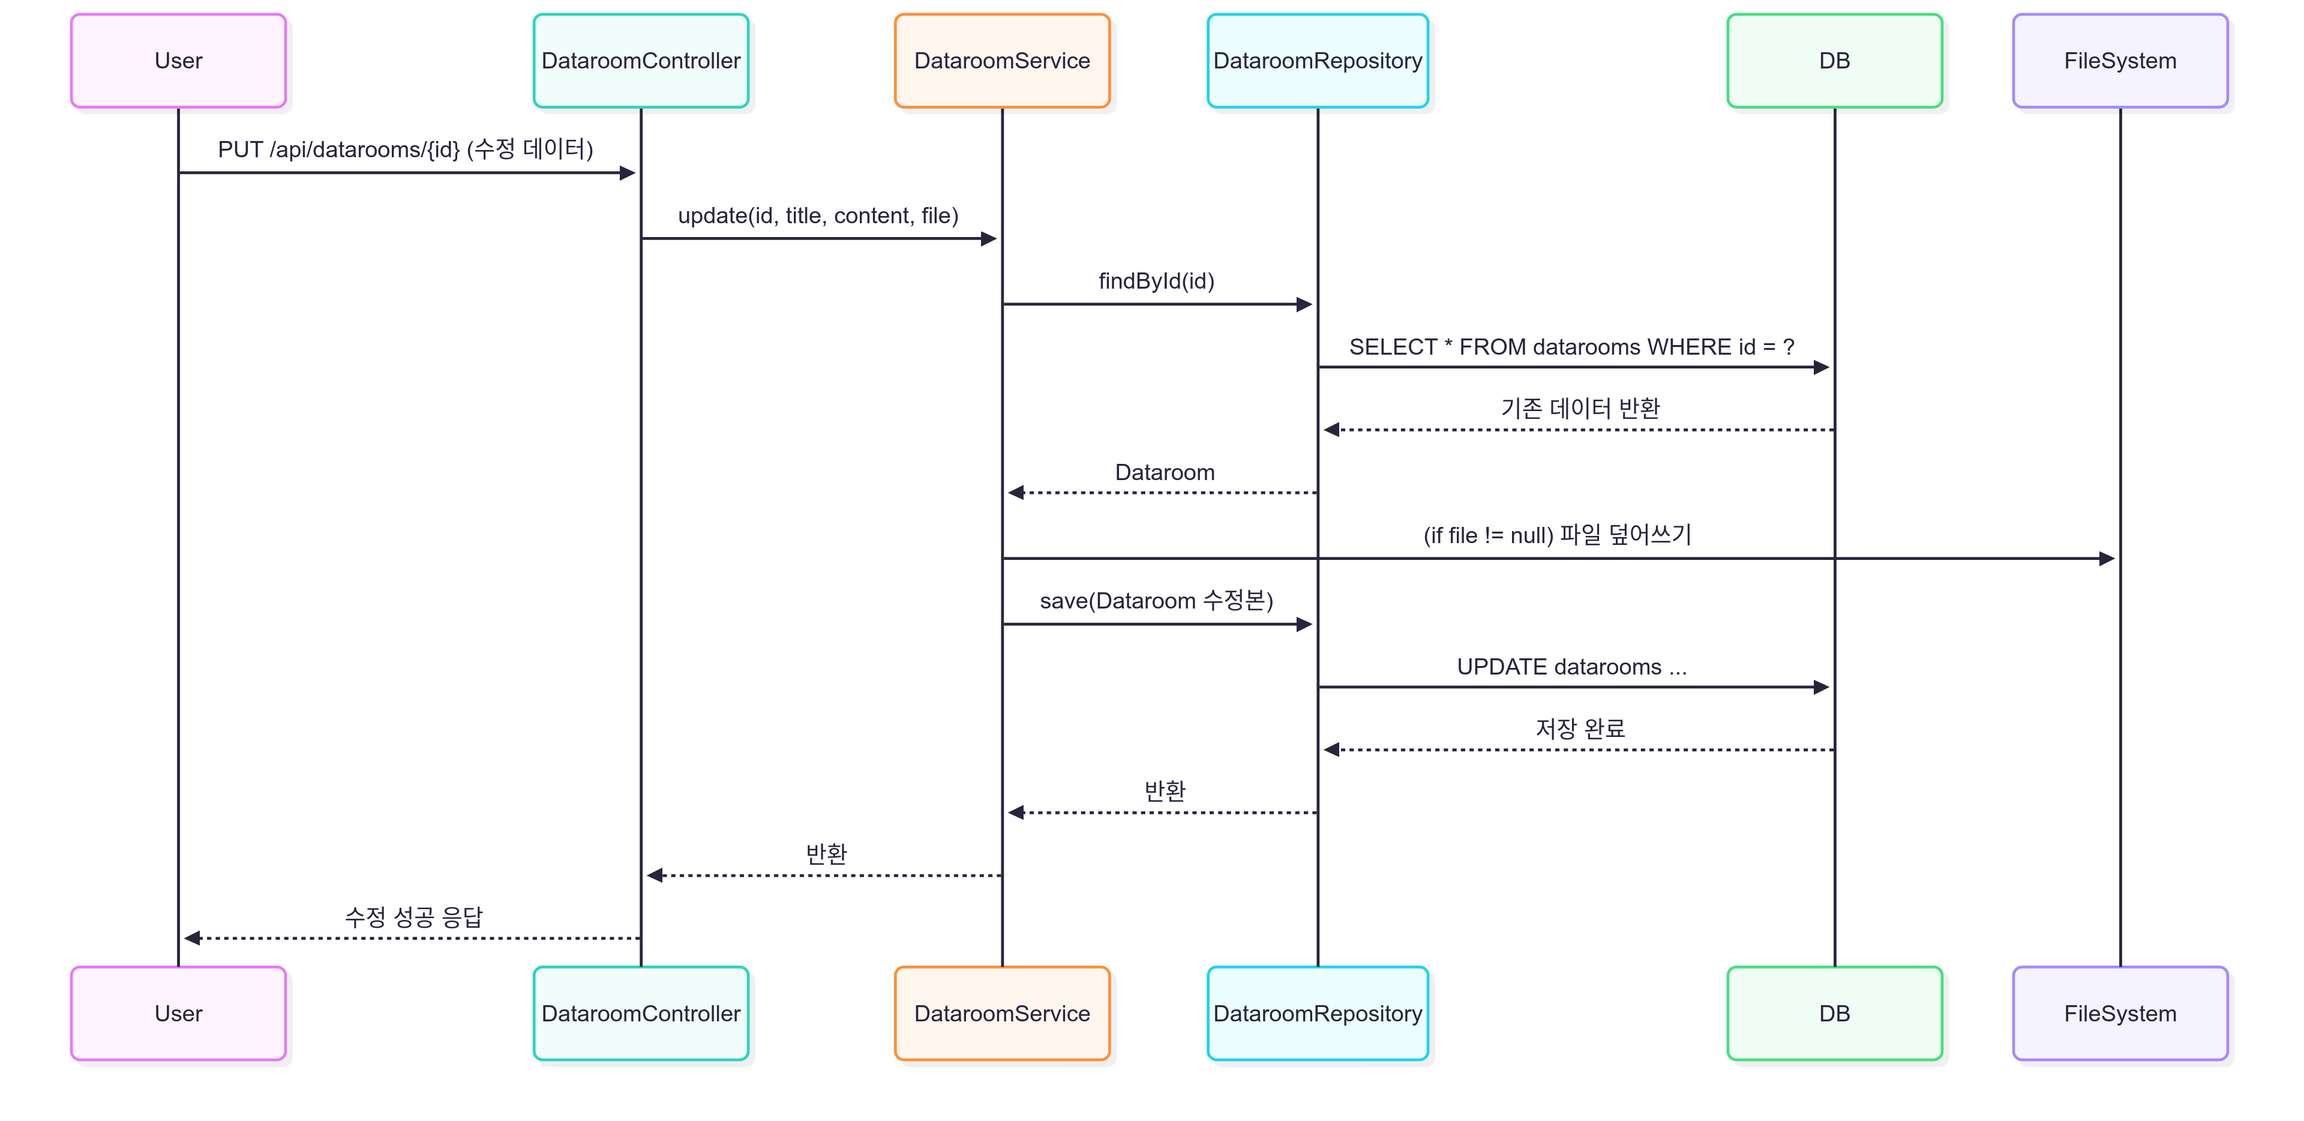 User
DataroomController
DataroomService
DataroomRepository
DB
FileSystem
PUT /api/datarooms/{id} (수정 데이터)
update(id, title, content, file)
findById(id)
SELECT * FROM datarooms WHERE id = ?
기존 데이터 반환
Dataroom
(if file != null) 파일 덮어쓰기
save(Dataroom 수정본)
UPDATE datarooms ...
저장 완료
반환
반환
수정 성공 응답
User
DataroomController
DataroomService
DataroomRepository
DB
FileSystem